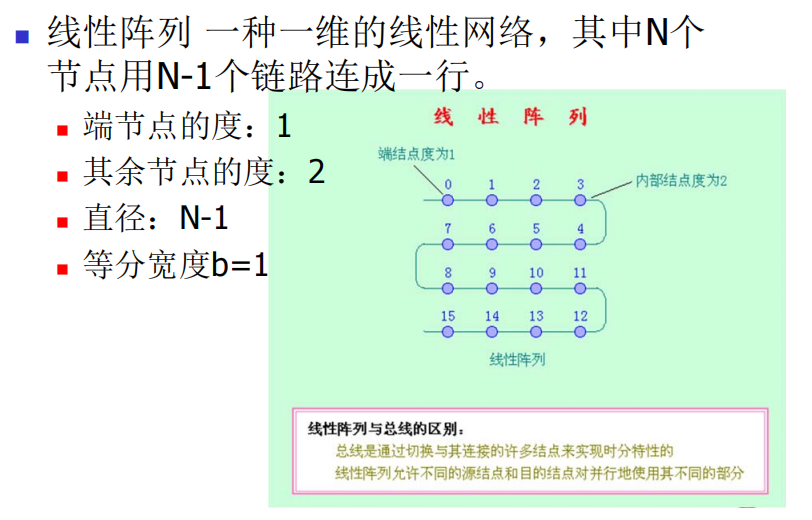 线性阵列 一种一维的线性网络，其中N个
节点用N-1个链路连成一行。
端节点的度：1
其余节点的度：2
直径：N-1
等分宽度b=1
线 性 阵 列
端结点度为1
内部结点度为2
0 1 2 3
7 6 5 4
8 9 10 11
15 14 13 12
线性阵列
线性阵列与总线的区别：
总线是通过切换与其连接的许多结点来实现时分特性的
线性阵列允许不同的源结点和目的结点对并行地使用其不同的部分